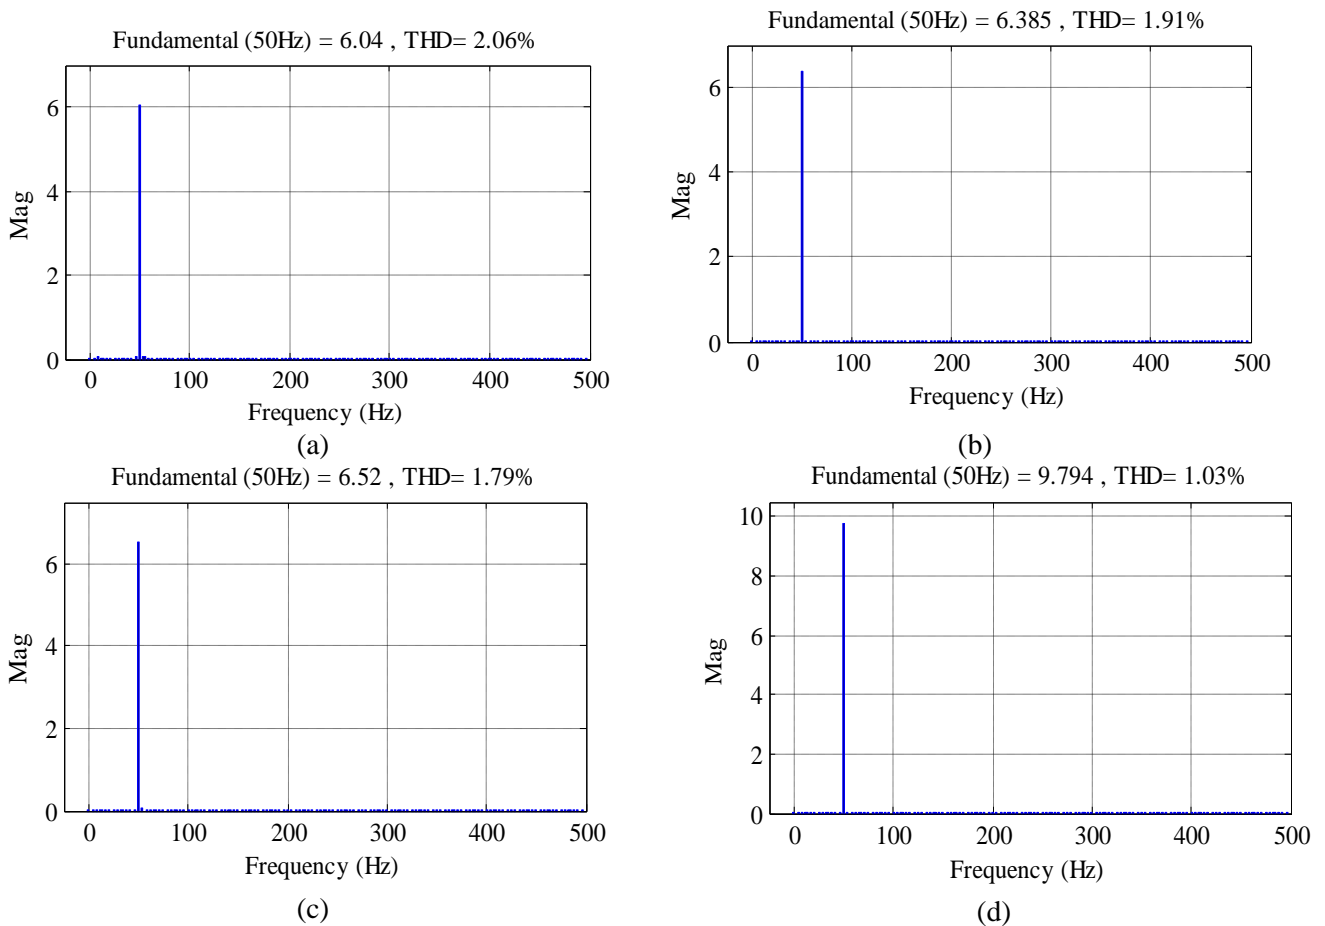 Fundamental (50Hz) = 6.04 , THD= 2.06%
6
4
2
0
Mag
0 100 200 300 400 500
Frequency (Hz)
(a)
Fundamental (50Hz) = 6.385 , THD= 1.91%
6
4
2
0
Mag
0 100 200 300 400 500
Frequency (Hz)
(b)
Fundamental (50Hz) = 6.52 , THD= 1.79%
6
4
2
0
Mag
0 100 200 300 400 500
Frequency (Hz)
(c)
Fundamental (50Hz) = 9.794 , THD= 1.03%
10
8
6
4
2
0
Mag
0 100 200 300 400 500
Frequency (Hz)
(d)